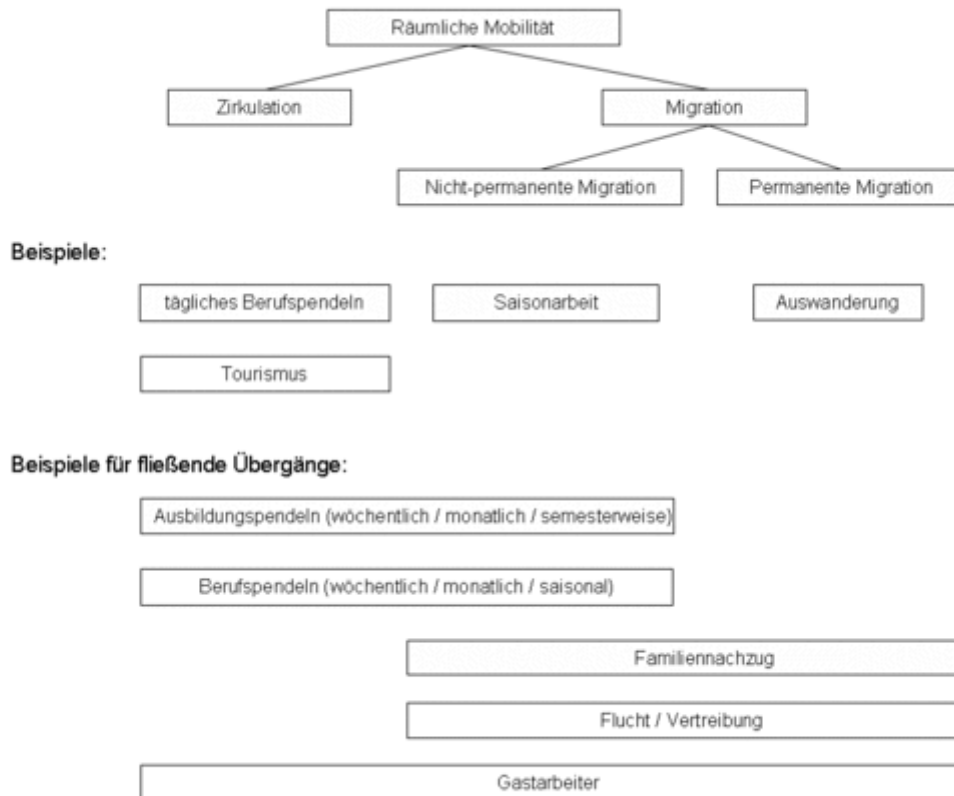 Räumliche Mobilität
Zirkulation
Migration
Nicht-permanente Migration
Permanente Migration
Beispiele:
tägliches Berufspendeln
Saisonarbeit
Auswanderung
Tourismus
Beispiele für fließende Übergänge:
Ausbildungspendeln (wöchentlich / monatlich / semesterweise)
Berufspendeln (wöchentlich / monatlich / saisonal)
Familiennachzug
Flucht / Vertreibung
Gastarbeiter